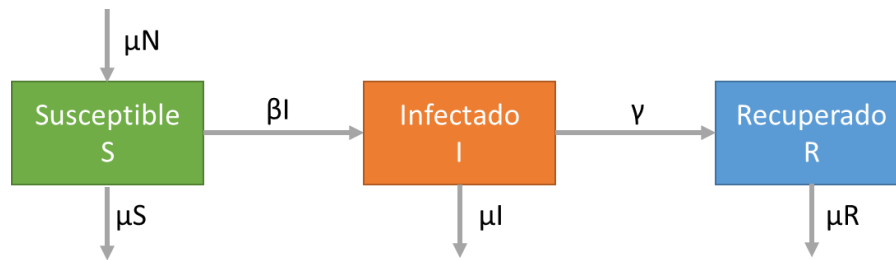 μN
Susceptible
S
βI
Infectado
I
γ
Recuperado
R
μS
μI
μR